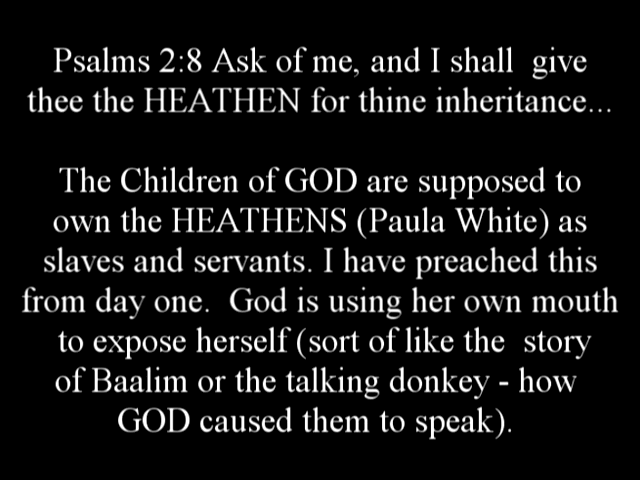 Psalms 2:8 Ask of me, and I shall give
thee the HEATHEN for thine inheritance...
The Children of GOD are supposed to
own the HEATHENS (Paula White) as
slaves and servants. I have preached this
from day one. God is using her own mouth
to expose herself (sort of like the story
of Baalim or the talking donkey - how
GOD caused them to speak).